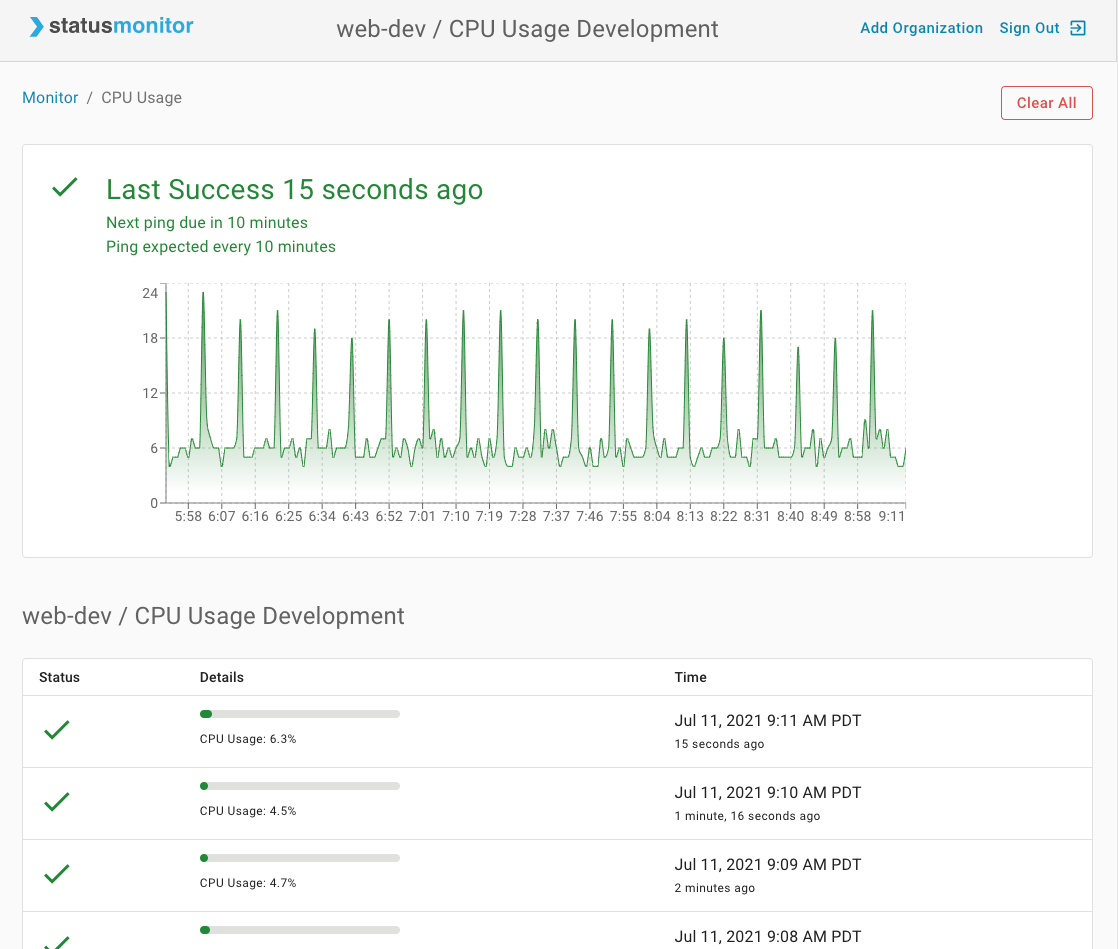 statusmonitor
web-dev / CPU Usage Development
Add Organization Sign Out
Monitor / CPU Usage
Clear All
Last Success 15 seconds ago
Next ping due in 10 minutes
Ping expected every 10 minutes
24
18
12
6
0
5:58 6:07 6:16 6:25 6:34 6:43 6:52 7:01 7:10 7:19 7:28 7:37 7:46 7:55 8:04 8:13 8:22 8:31 8:40 8:49 8:58 9:11
web-dev / CPU Usage Development
Status Details Time
CPU Usage: 6.3%
Jul 11, 2021 9:11 AM PDT
15 seconds ago
CPU Usage: 4.5%
Jul 11, 2021 9:10 AM PDT
1 minute, 16 seconds ago
CPU Usage: 4.7%
Jul 11, 2021 9:09 AM PDT
2 minutes ago
Jul 11, 2021 9:08 AM PDT